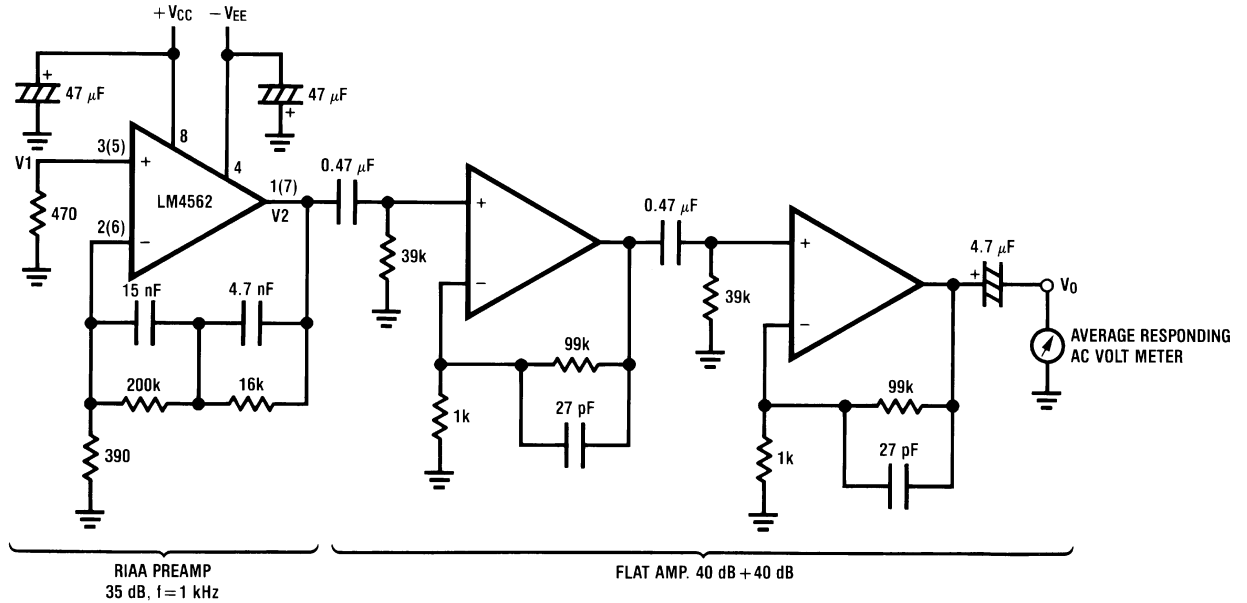 +VCC
−VEE
+
47 μF
47 μF
+
8
3(5)
V1
+
4
0.47 μF
LM4562
1(7)
V2
470
2(6)
−
+
0.47 μF
39k
15 nF
4.7 nF
−
+
4.7 μF
+
VO
39k
99k
−
AVERAGE RESPONDING
AC VOLT METER
200k
16k
1k
27 pF
99k
390
1k
27 pF
RIAA PREAMP
35 dB, f=1 kHz
FLAT AMP. 40 dB+40 dB